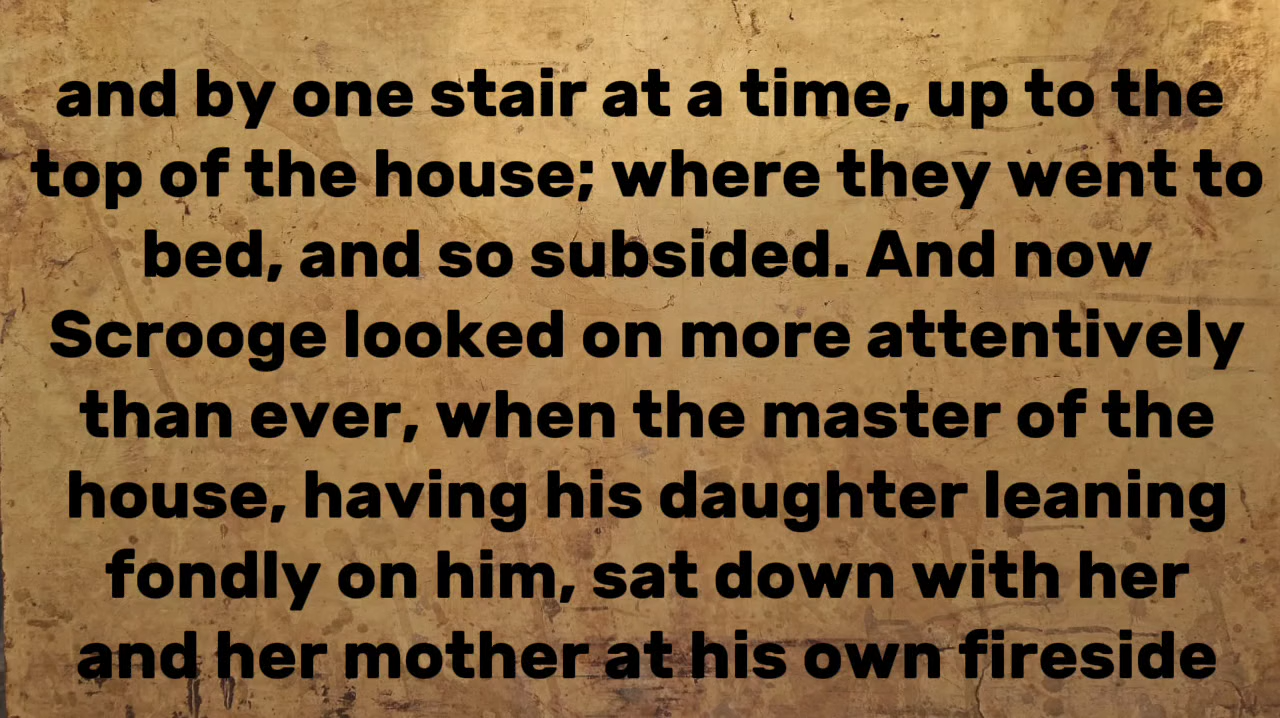 and by one stair at a time, up to the
top of the house; where they went to
bed, and so subsided. And now
Scrooge looked on more attentively
than ever, when the master of the
house, having his daughter leaning
fondly on him, sat down with her
and her mother at his own fireside